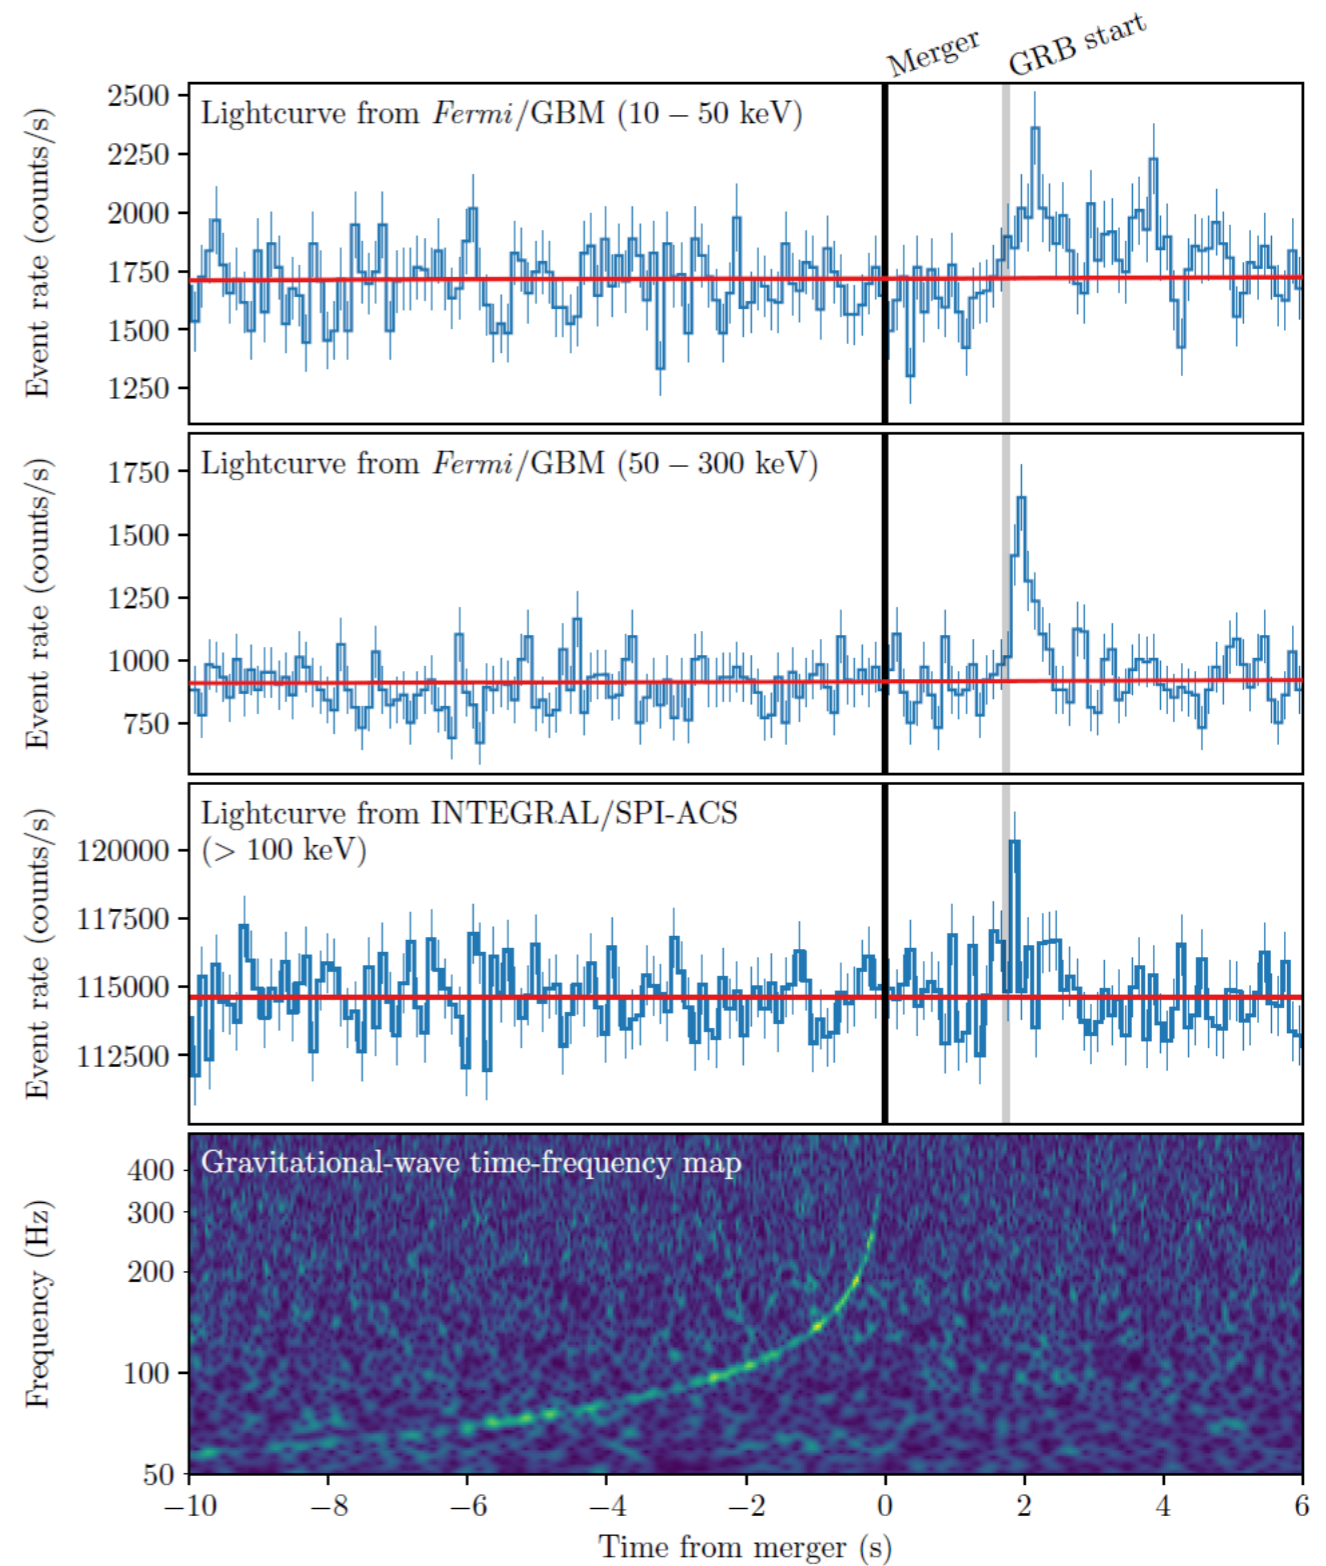 Merger
GRB start
Lightcurve from Fermi/GBM (10 – 50 keV)
Event rate (counts/s)
2500
2250
2000
1750
1500
1250
Lightcurve from Fermi/GBM (50 – 300 keV)
Event rate (counts/s)
1750
1500
1250
1000
750
Lightcurve from INTEGRAL/SPI-ACS
(> 100 keV)
Event rate (counts/s)
120000
117500
115000
112500
Gravitational-wave time-frequency map
Frequency (Hz)
400
300
200
100
50
−10 −8 −6 −4 −2 0 2 4 6
Time from merger (s)